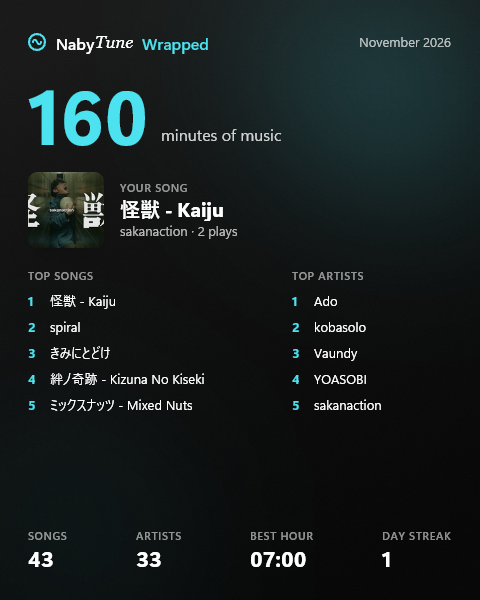 NabyTune Wrapped
November 2026
160 minutes of music
怪獣
sakanaction
YOUR SONG
怪獣 - Kaiju
sakanaction · 2 plays
TOP SONGS
1 怪獣 - Kaiju
2 spiral
3 きみにとどけ
4 絆ノ奇跡 - Kizuna No Kiseki
5 ミックスナッツ - Mixed Nuts
TOP ARTISTS
1 Ado
2 kobasolo
3 Vaundy
4 YOASOBI
5 sakanaction
SONGS
43
ARTISTS
33
BEST HOUR
07:00
DAY STREAK
1